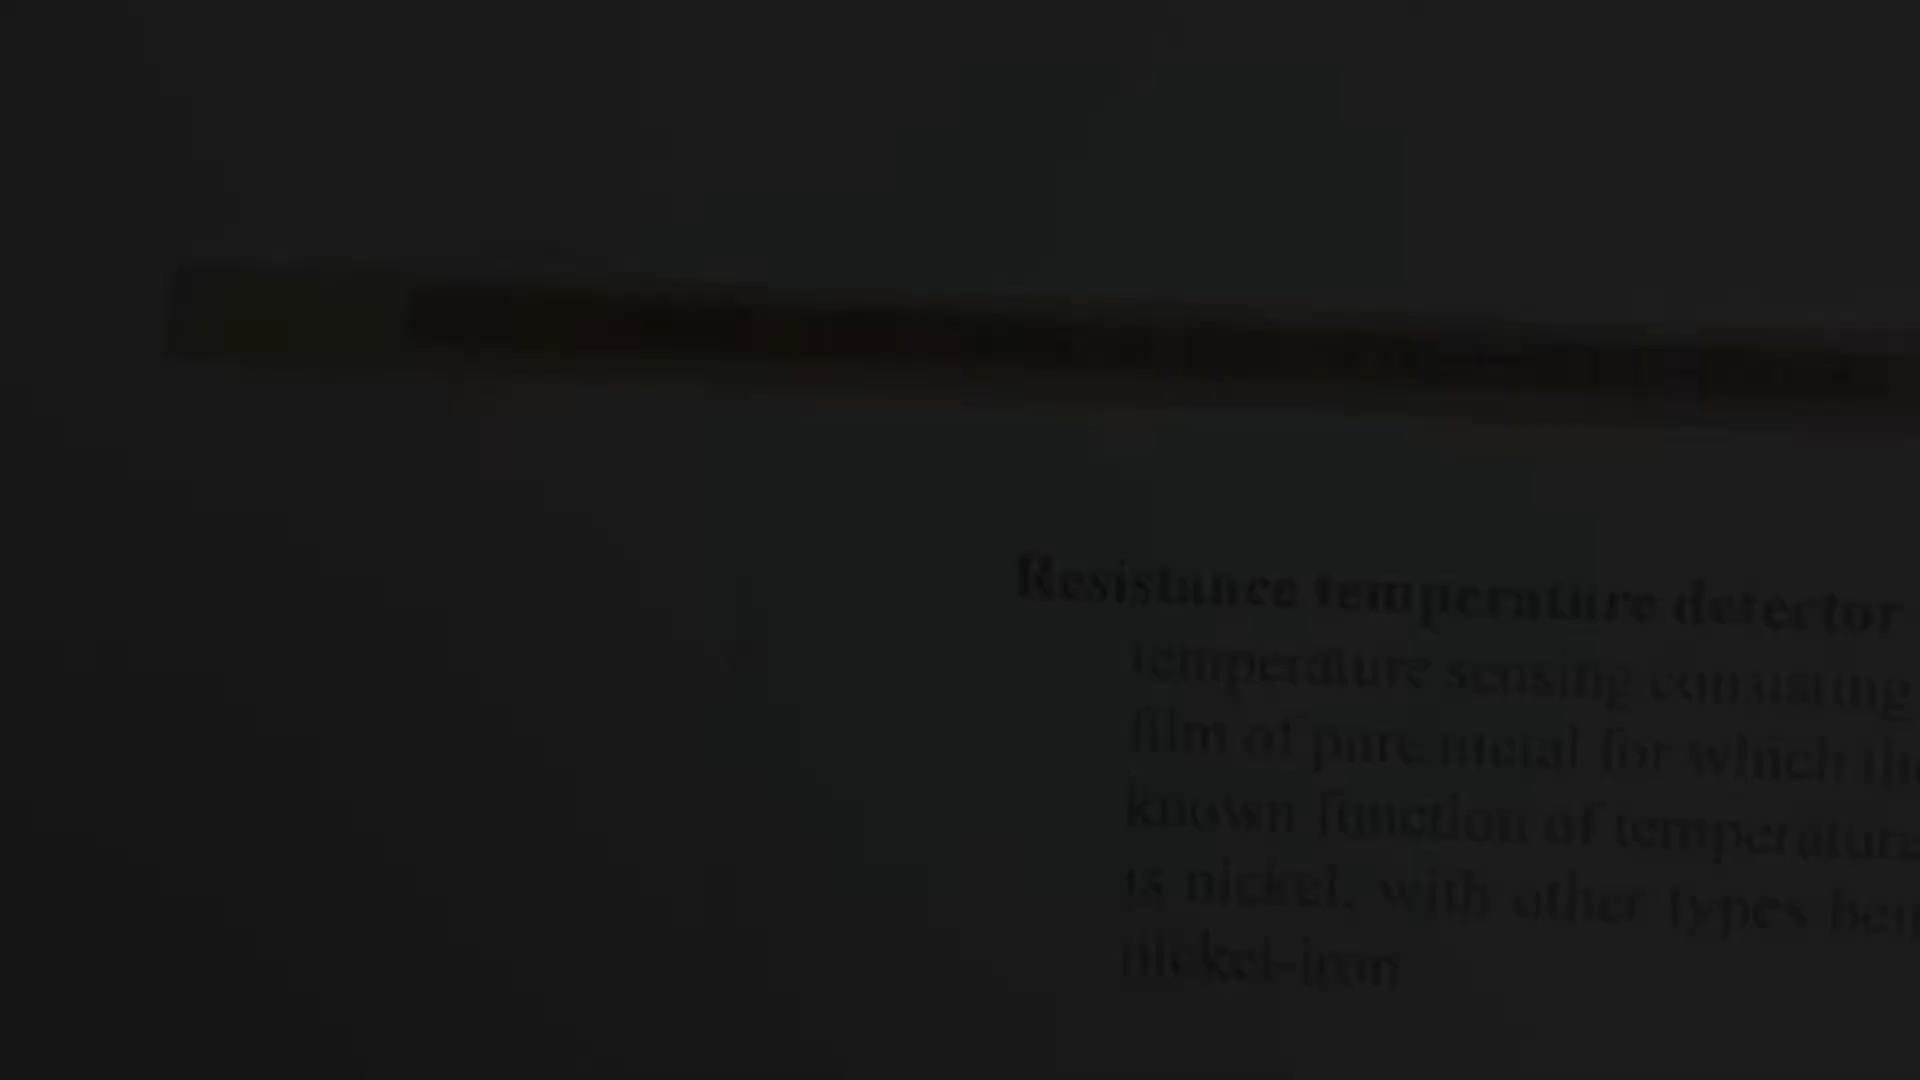 Resistance temperature detector
temperature sensing consisting
film of pure metal for which the
known function of temperature
is nickel, with other types
nickel-iron